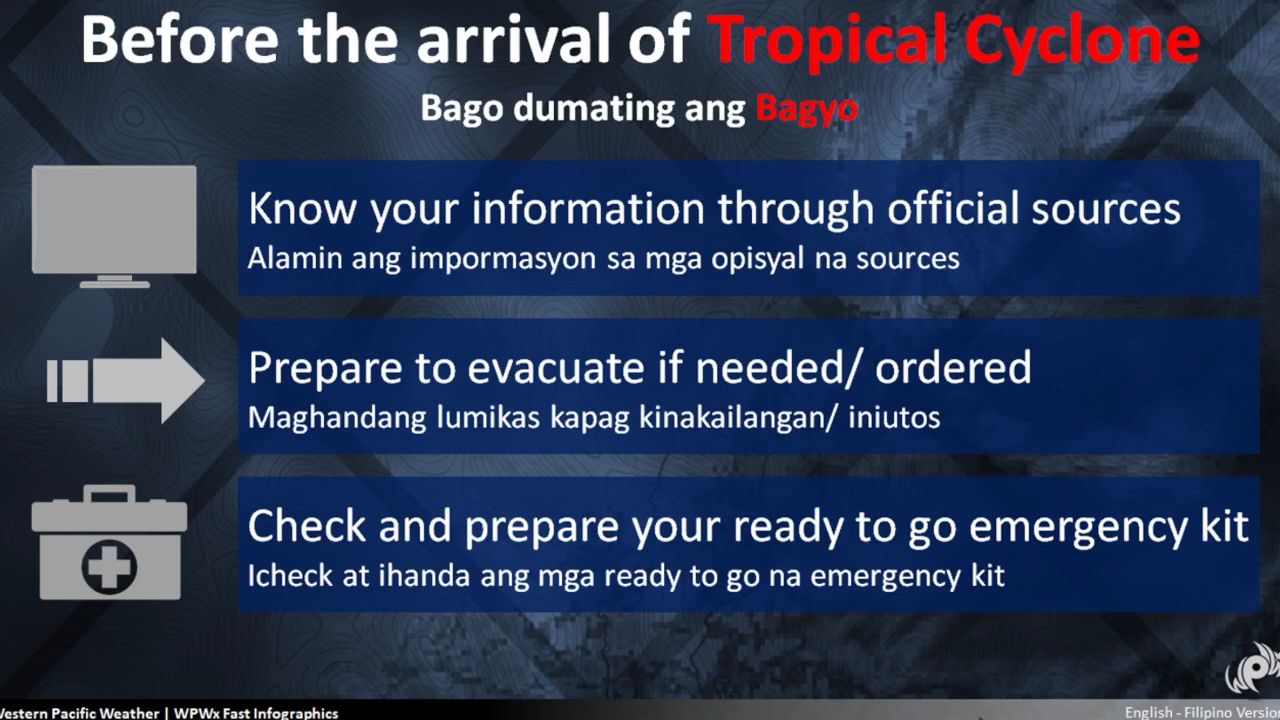 Before the arrival of Tropical Cyclone
Bago dumating ang Bagyo
Know your information through official sources
Alamin ang impormasyon sa mga opisyal na sources
Prepare to evacuate if needed/ ordered
Maghandang lumikas kapag kinakailangan/ iniutos
Check and prepare your ready to go emergency kit
Icheck at ihanda ang mga ready to go na emergency kit
Western Pacific Weather | WPWx Fast Infographics
English - Filipino Version